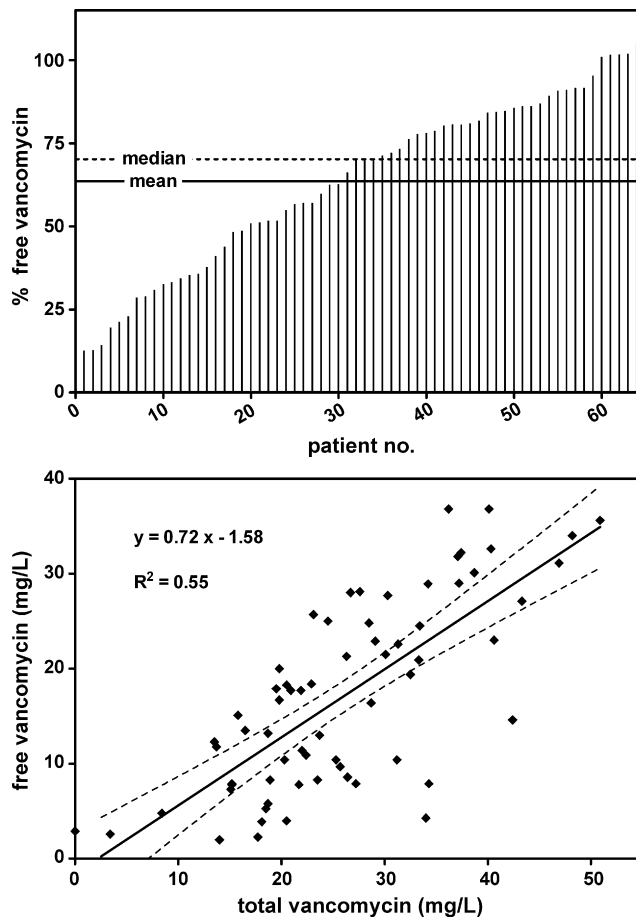 % free vancomycin
100
75
50
25
0
median
mean
0 10 20 30 40 50 60
patient no.
free vancomycin (mg/L)
40
30
20
10
0
y = 0.72 x - 1.58
R² = 0.55
0 10 20 30 40 50
total vancomycin (mg/L)